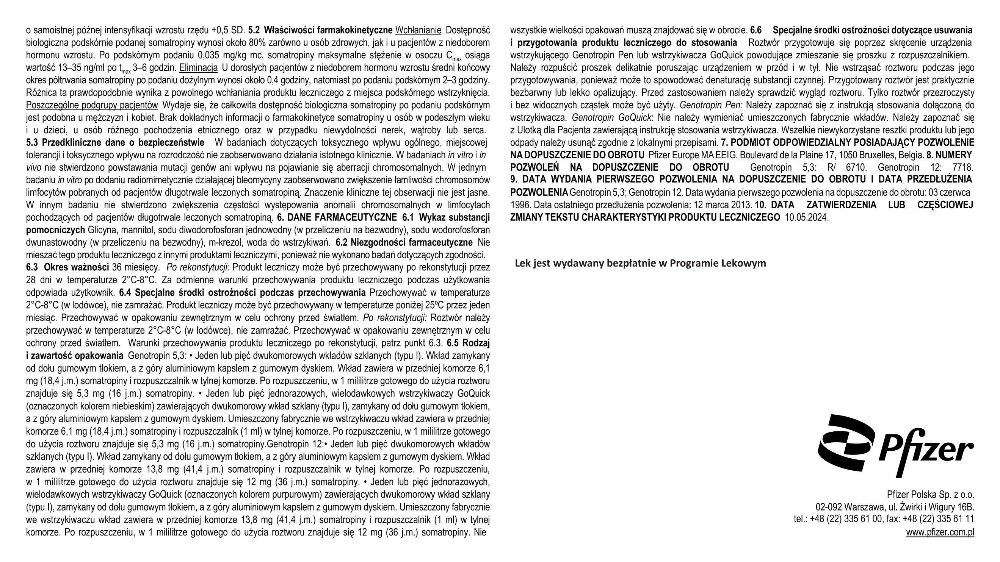 o samoistnej późnej intensyfikacji wzrostu rzędu +0,5 SD. 5.2 Właściwości farmakokinetyczne Wchłanianie Dostępność
biologiczna podskórnie podanej somatropiny wynosi około 80% zarówno u osób zdrowych, jak i u pacjentów z niedoborem
hormonu wzrostu. Po podskórnym podaniu 0,035 mg/kg mc. somatropiny maksymalne stężenie w osoczu Cmax osiąga
wartość 13–35 ng/ml po tmax 3–6 godzin. Eliminacja U dorosłych pacjentów z niedoborem hormonu wzrostu średni końcowy
okres półtrwania somatropiny po podaniu dożylnym wynosi około 0,4 godziny, natomiast po podaniu podskórnym 2–3 godziny.
Różnica ta prawdopodobnie wynika z powolnego wchłaniania produktu leczniczego z miejsca podskórnego wstrzyknięcia.
Poszczególne podgrupy pacjentów Wydaje się, że całkowita dostępność biologiczna somatropiny po podaniu podskórnym
jest podobna u mężczyzn i kobiet. Brak dokładnych informacji o farmakokinetyce somatropiny u osób w podeszłym wieku
i u dzieci, u osób różnego pochodzenia etnicznego oraz w przypadku niewydolności nerek, wątroby lub serca.
5.3 Przedkliniczne dane o bezpieczeństwie W badaniach dotyczących toksycznego wpływu ogólnego, miejscowej
tolerancji i toksycznego wpływu na rozrodczość nie zaobserwowano działania istotnego klinicznie. W badaniach in vitro i in
vivo nie stwierdzono powstawania mutacji genów ani wpływu na pojawianie się aberracji chromosomalnych. W jednym
badaniu in vitro po dodaniu radiomimetycznie działającej bleomycyny zaobserwowano zwiększenie łamliwości chromosomów
limfocytów pobranych od pacjentów długotrwale leczonych somatropiną. Znaczenie kliniczne tej obserwacji nie jest jasne.
W innym badaniu nie stwierdzono zwiększenia częstości występowania anomalii chromosomalnych w limfocytach
pochodzących od pacjentów długotrwale leczonych somatropiną. 6. DANE FARMACEUTYCZNE 6.1 Wykaz substancji
pomocniczych Glicyna, mannitol, sodu diwodorofosforan jednowodny (w przeliczeniu na bezwodny), sodu wodorofosforan
dwunastowodny (w przeliczeniu na bezwodny), m-krezol, woda do wstrzykiwań. 6.2 Niezgodności farmaceutyczne Nie
mieszać tego produktu leczniczego z innymi produktami leczniczymi, ponieważ nie wykonano badań dotyczących zgodności.
6.3 Okres ważności 36 miesięcy. Po rekonstytucji: Produkt leczniczy może być przechowywany po rekonstytucji przez
28 dni w temperaturze 2°C-8°C. Za odmienne warunki przechowywania produktu leczniczego podczas użytkowania
odpowiada użytkownik. 6.4 Specjalne środki ostrożności podczas przechowywania Przechowywać w temperaturze
2°C-8°C (w lodówce), nie zamrażać. Produkt leczniczy może być przechowywany w temperaturze poniżej 25ºC przez jeden
miesiąc. Przechowywać w opakowaniu zewnętrznym w celu ochrony przed światłem. Po rekonstytucji: Roztwór należy
przechowywać w temperaturze 2°C-8°C (w lodówce), nie zamrażać. Przechowywać w opakowaniu zewnętrznym w celu
ochrony przed światłem. Warunki przechowywania produktu leczniczego po rekonstytucji, patrz punkt 6.3. 6.5 Rodzaj
i zawartość opakowania Genotropin 5,3: • Jeden lub pięć dwukomorowych wkładów szklanych (typu I). Wkład zamykany
od dołu gumowym tłokiem, a z góry aluminiowym kapslem z gumowym dyskiem. Wkład zawiera w przedniej komorze 6,1
mg (18,4 j.m.) somatropiny i rozpuszczalnik w tylnej komorze. Po rozpuszczeniu, w 1 mililitrze gotowego do użycia roztworu
znajduje się 5,3 mg (16 j.m.) somatropiny. • Jeden lub pięć jednorazowych, wielodawkowych wstrzykiwaczy GoQuick
(oznaczonych kolorem niebieskim) zawierających dwukomorowy wkład szklany (typu I), zamykany od dołu gumowym tłokiem,
a z góry aluminiowym kapslem z gumowym dyskiem. Umieszczony fabrycznie we wstrzykiwaczu wkład zawiera w przedniej
komorze 6,1 mg (18,4 j.m.) somatropiny i rozpuszczalnik (1 ml) w tylnej komorze. Po rozpuszczeniu, w 1 mililitrze gotowego
do użycia roztworu znajduje się 5,3 mg (16 j.m.) somatropiny.Genotropin 12:• Jeden lub pięć dwukomorowych wkładów
szklanych (typu I). Wkład zamykany od dołu gumowym tłokiem, a z góry aluminiowym kapslem z gumowym dyskiem. Wkład
zawiera w przedniej komorze 13,8 mg (41,4 j.m.) somatropiny i rozpuszczalnik w tylnej komorze. Po rozpuszczeniu,
w 1 mililitrze gotowego do użycia roztworu znajduje się 12 mg (36 j.m.) somatropiny. • Jeden lub pięć jednorazowych,
wielodawkowych wstrzykiwaczy GoQuick (oznaczonych kolorem purpurowym) zawierających dwukomorowy wkład szklany
(typu I), zamykany od dołu gumowym tłokiem, a z góry aluminiowym kapslem z gumowym dyskiem. Umieszczony fabrycznie
we wstrzykiwaczu wkład zawiera w przedniej komorze 13,8 mg (41,4 j.m.) somatropiny i rozpuszczalnik (1 ml) w tylnej
komorze. Po rozpuszczeniu, w 1 mililitrze gotowego do użycia roztworu znajduje się 12 mg (36 j.m.) somatropiny. Nie
wszystkie wielkości opakowań muszą znajdować się w obrocie. 6.6 Specjalne środki ostrożności dotyczące usuwania
i przygotowania produktu leczniczego do stosowania Roztwór przygotowuje się poprzez skręcenie urządzenia
wstrzykującego Genotropin Pen lub wstrzykiwacza GoQuick powodujące zmieszanie się proszku z rozpuszczalnikiem.
Należy rozpuścić proszek delikatnie poruszając urządzeniem w przód i w tył. Nie wstrząsać roztworu podczas jego
przygotowywania, ponieważ może to spowodować denaturację substancji czynnej. Przygotowany roztwór jest praktycznie
bezbarwny lub lekko opalizujący. Przed zastosowaniem należy sprawdzić wygląd roztworu. Tylko roztwór przezroczysty
i bez widocznych cząstek może być użyty. Genotropin Pen: Należy zapoznać się z instrukcją stosowania dołączoną do
wstrzykiwacza. Genotropin GoQuick: Nie należy wymieniać umieszczonych fabrycznie wkładów. Należy zapoznać się
z Ulotką dla Pacjenta zawierającą instrukcję stosowania wstrzykiwacza. Wszelkie niewykorzystane resztki produktu lub jego
odpady należy usunąć zgodnie z lokalnymi przepisami. 7. PODMIOT ODPOWIEDZIALNY POSIADAJĄCY POZWOLENIE
NA DOPUSZCZENIE DO OBROTU Pfizer Europe MA EEIG. Boulevard de la Plaine 17, 1050 Bruxelles, Belgia. 8. NUMERY
POZWOLEŃ NA DOPUSZCZENIE DO OBROTU Genotropin 5,3: R/ 6710. Genotropin 12: 7718.
9. DATA WYDANIA PIERWSZEGO POZWOLENIA NA DOPUSZCZENIE DO OBROTU I DATA PRZEDŁUŻENIA
POZWOLENIA Genotropin 5,3; Genotropin 12. Data wydania pierwszego pozwolenia na dopuszczenie do obrotu: 03 czerwca
1996. Data ostatniego przedłużenia pozwolenia: 12 marca 2013. 10. DATA ZATWIERDZENIA LUB CZĘŚCIOWEJ
ZMIANY TEKSTU CHARAKTERYSTYKI PRODUKTU LECZNICZEGO 10.05.2024.
Lek jest wydawany bezpłatnie w Programie Lekowym
Pfizer
Pfizer Polska Sp. z o.o.
02-092 Warszawa, ul. Żwirki i Wigury 16B.
tel.: +48 (22) 335 61 00, fax: +48 (22) 335 61 11
www.pfizer.com.pl